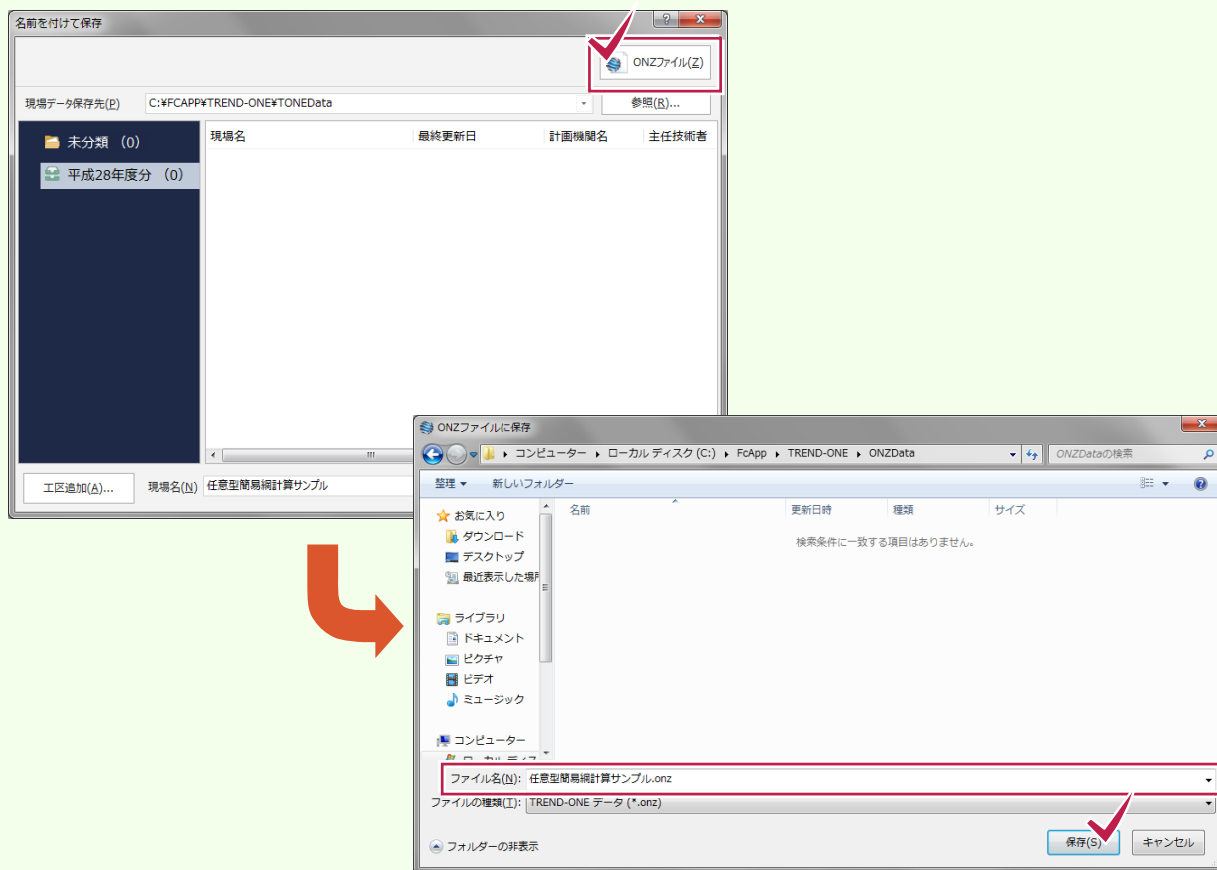 名前を付けて保存
ONZファイル(Z)
現場データ保存先(P) C:¥FCAPP¥TREND-ONE¥TONEData 参照(R)...
未分類 (0)
平成28年度分 (0)
現場名 最終更新日 計画機関名 主任技術者
工区追加(A)... 現場名(N) 任意型簡易網計算サンプル
ONZファイルに保存
コンピューター ローカル ディスク (C:) FcApp TREND-ONE ONZData ONZDataの検索
整理 新しいフォルダー
名前 更新日時 種類 サイズ
検索条件に一致する項目はありません。
お気に入り
ダウンロード
デスクトップ
最近表示した場所
ライブラリ
ドキュメント
ピクチャ
ビデオ
ミュージック
コンピューター
ファイル名(N): 任意型簡易網計算サンプル.onz
ファイルの種類(T): TREND-ONE データ (*.onz)
フォルダーの非表示 保存(S) キャンセル